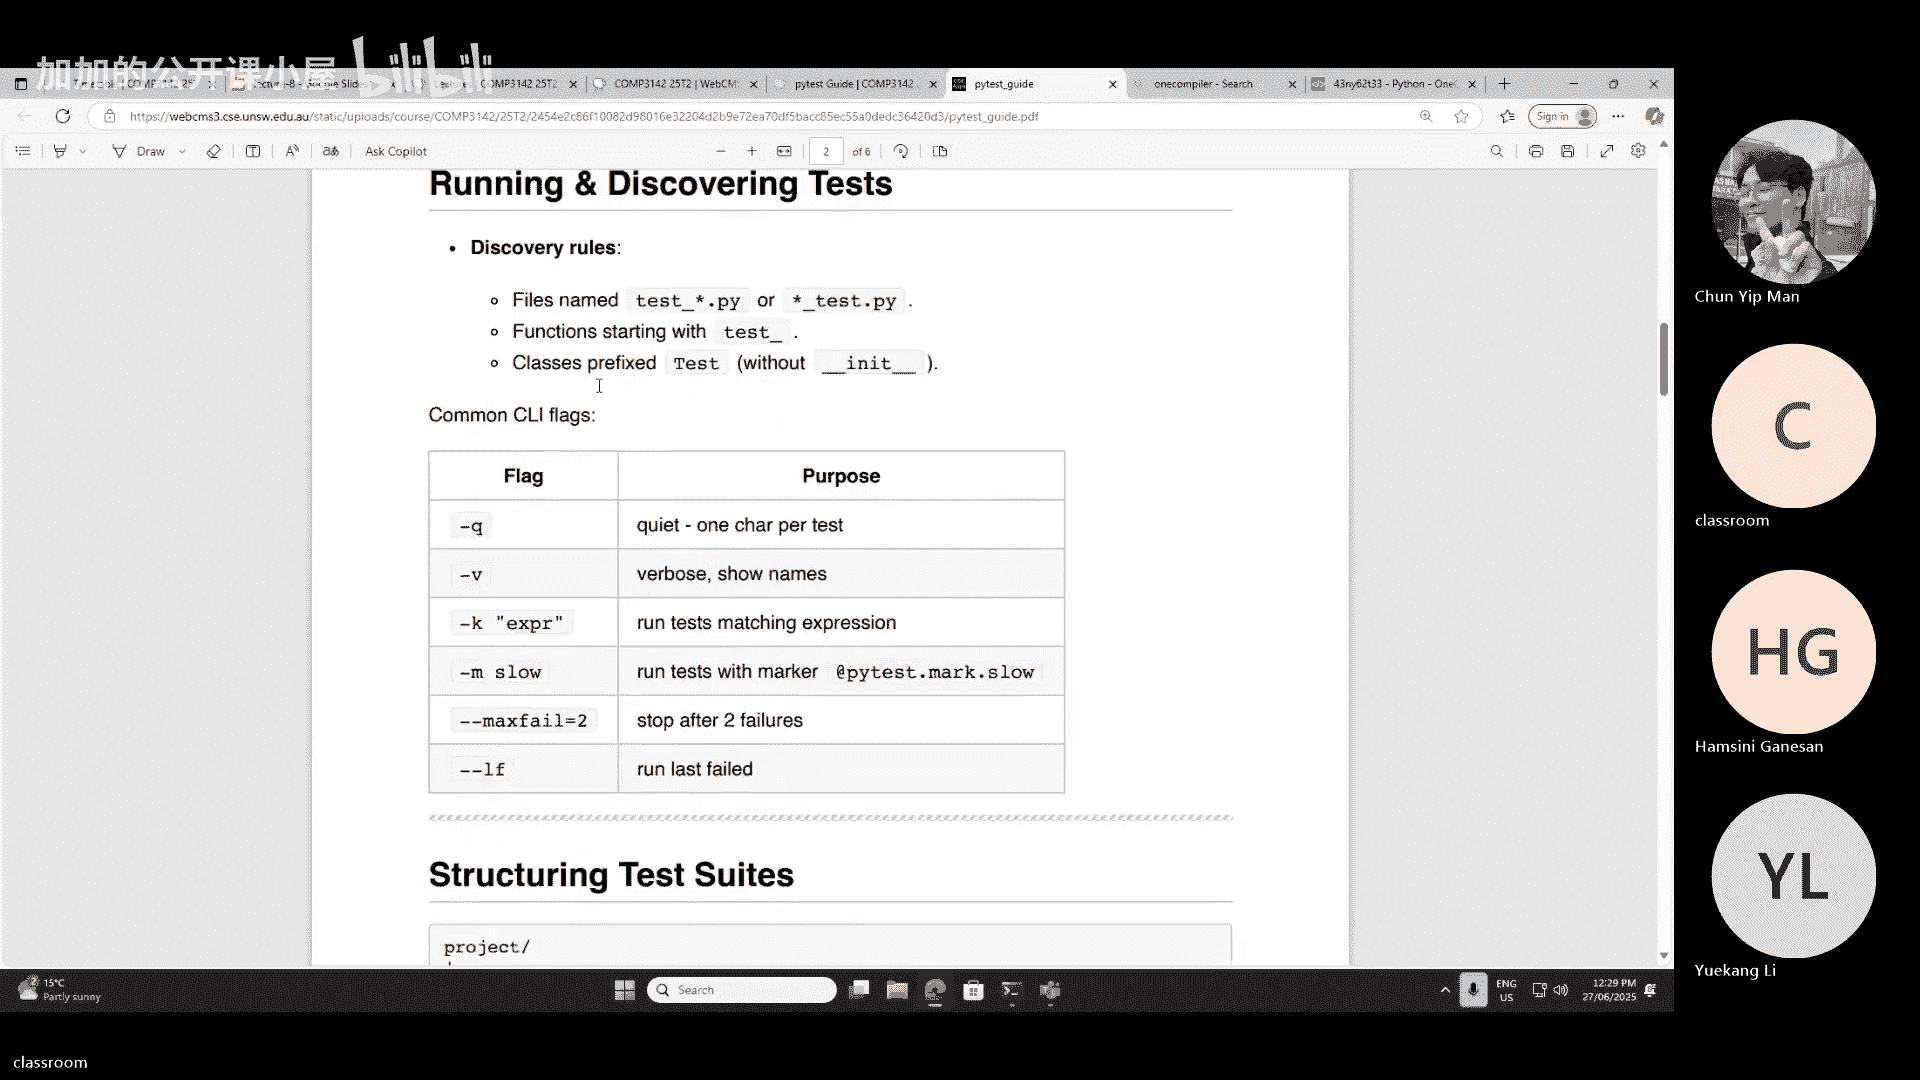 加加的公开课小屋 bilibili
COMP3142 25T2
COMP3142 25T2 | WebCM
pytest Guide | COMP3142
pytest_guide
onecompiler - Search
43ny62t33 - Python - One
https://webcms3.cse.unsw.edu.au/static/uploads/course/COMP3142/25T2/2454e2c86f10082d98016e32204d2b9e72ea70df5bacc85ec55a0dedc36420d3/pytest_guide.pdf
Sign in
Draw
Ask Copilot
2 of 6
Running & Discovering Tests
• Discovery rules:
Files named test_*.py or *_test.py .
Functions starting with test_ .
Classes prefixed Test (without __init__ ).
Common CLI flags:
Flag Purpose
-q quiet - one char per test
-v verbose, show names
-k "expr" run tests matching expression
-m slow run tests with marker @pytest.mark.slow
--maxfail=2 stop after 2 failures
--lf run last failed
Structuring Test Suites
project/
15°C
Partly sunny
Search
ENG
US
12:29 PM
27/06/2025
Chun Yip Man
C
classroom
HG
Hamsini Ganesan
YL
Yuekang Li
classroom